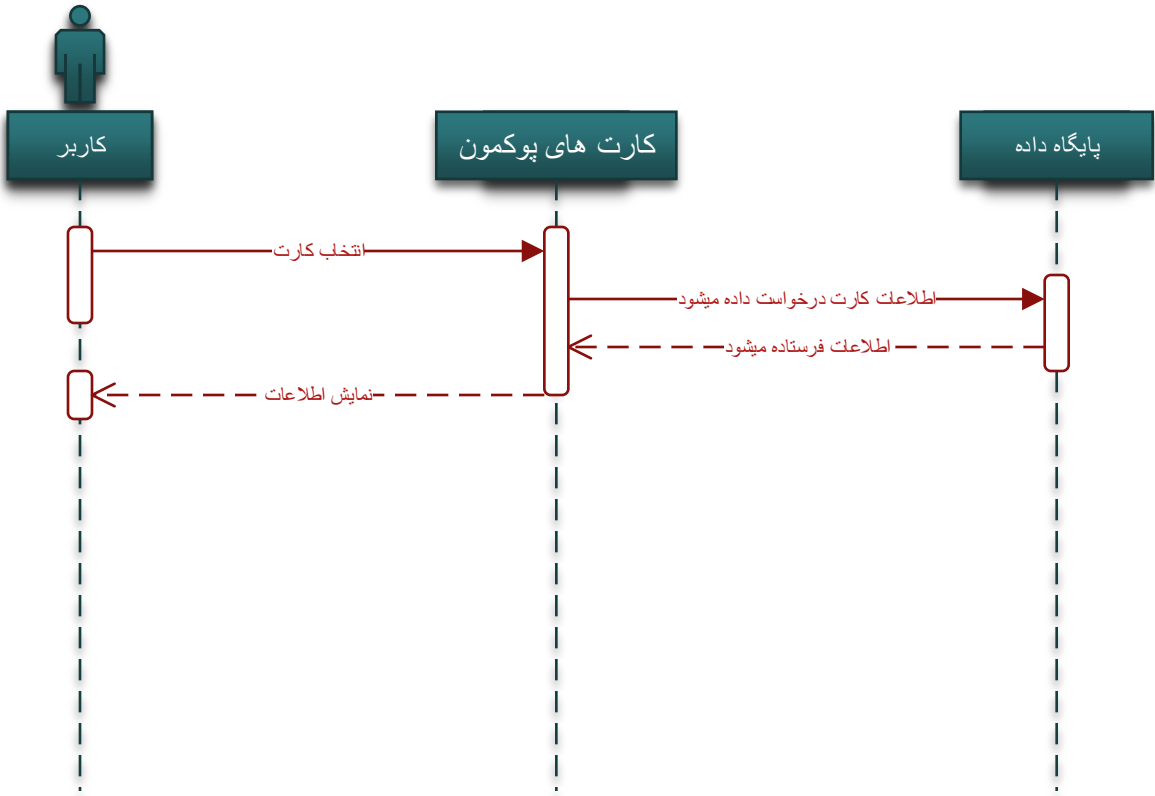 کاربر
کارت های پوکمون
پایگاه داده
انتخاب کارت
اطلاعات کارت درخواست داده میشود
اطلاعات فرستاده میشود
نمایش اطلاعات